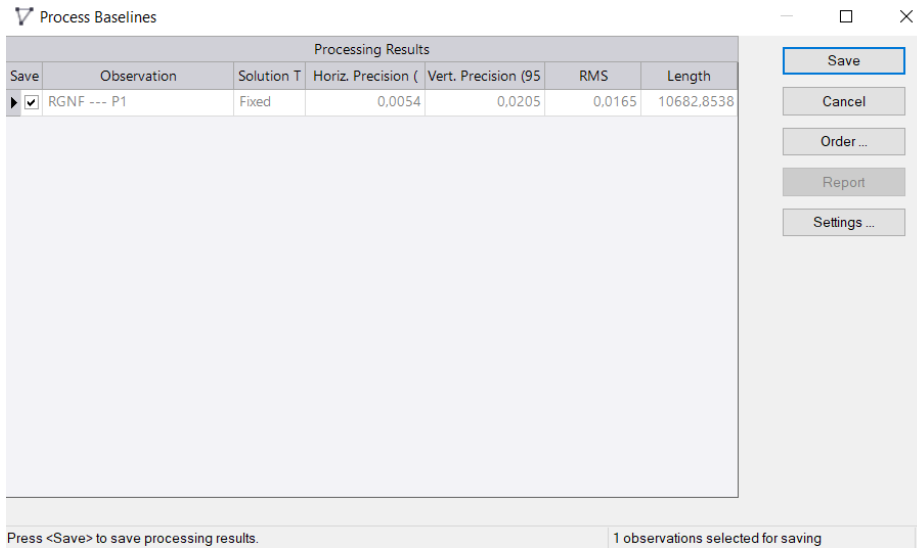 Process Baselines
Processing Results
Save Observation Solution T Horiz. Precision ( Vert. Precision (95 RMS Length
RGNF --- P1 Fixed 0,0054 0,0205 0,0165 10682,8538
Save
Cancel
Order ...
Report
Settings ...
Press <Save> to save processing results. 1 observations selected for saving